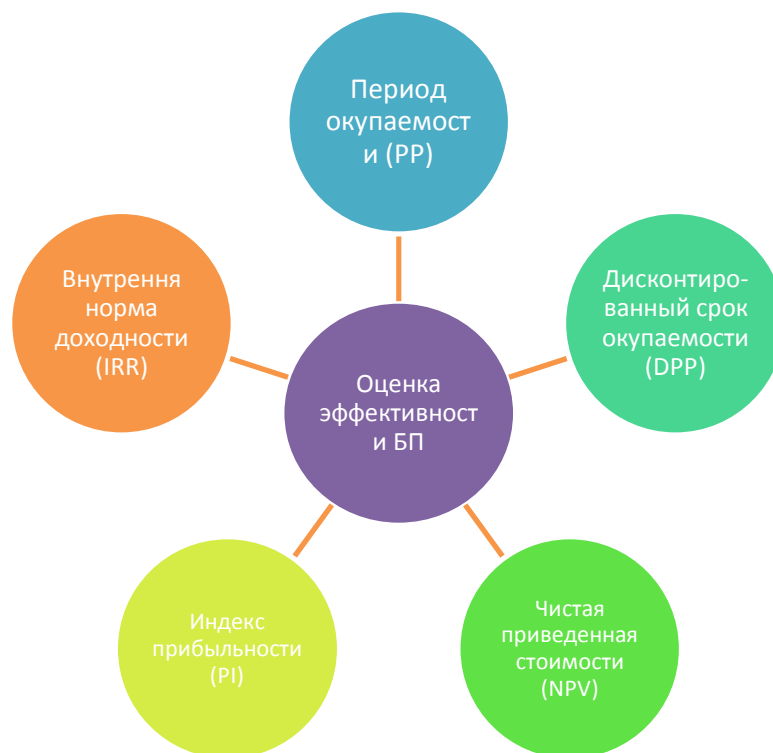 Период
окупаемост
и (PP)
Внутрення
норма
доходности
(IRR)
Дисконтиро-
ванный срок
окупаемости
(DPP)
Оценка
эффективност
и БП
Индекс
прибыльности
(PI)
Чистая
приведенная
стоимости
(NPV)